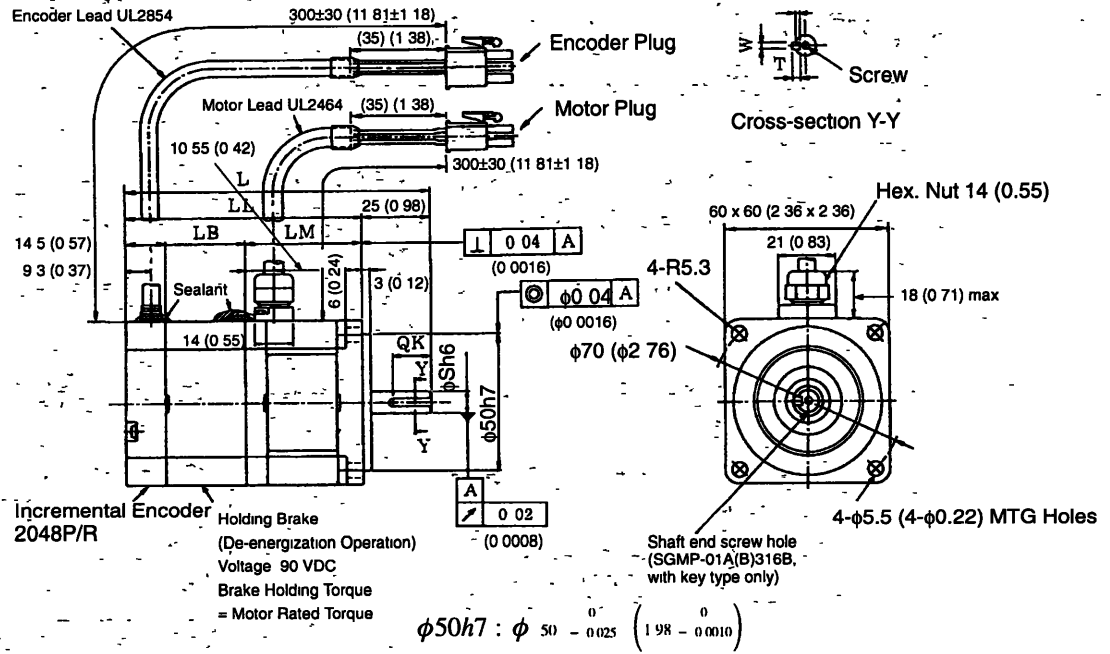 Encoder Lead UL2854
300±30 (11 81±1 18)
(35) (1 38)
Encoder Plug
W
T
Screw
Cross-section Y-Y
Motor Lead UL2464
(35) (1 38)
Motor Plug
10 55 (0 42)
300±30 (11 81±1 18)
L
LL
25 (0 98)
LB
LM
14 5 (0 57)
9 3 (0 37)
Sealant
6 (0 24)
3 (0 12)
⊥ 0 04 A
(0 0016)
◎ ϕ0 04 A
(ϕ0 0016)
14 (0 55)
QK
Y
Y
ϕSh6
ϕ50h7
A
↗ 0 02
(0 0008)
Hex. Nut 14 (0.55)
60 x 60 (2 36 x 2 36)
21 (0 83)
4-R5.3
18 (0 71) max
ϕ70 (ϕ2 76)
4-ϕ5.5 (4-ϕ0.22) MTG Holes
Shaft end screw hole
(SGMP-01A(B)316B,
with key type only)
Incremental Encoder
2048P/R
Holding Brake
(De-energization Operation)
Voltage 90 VDC
Brake Holding Torque
= Motor Rated Torque
ϕ50h7 : ϕ 50 0 - 0 025 (1 98 0 - 0 0010)